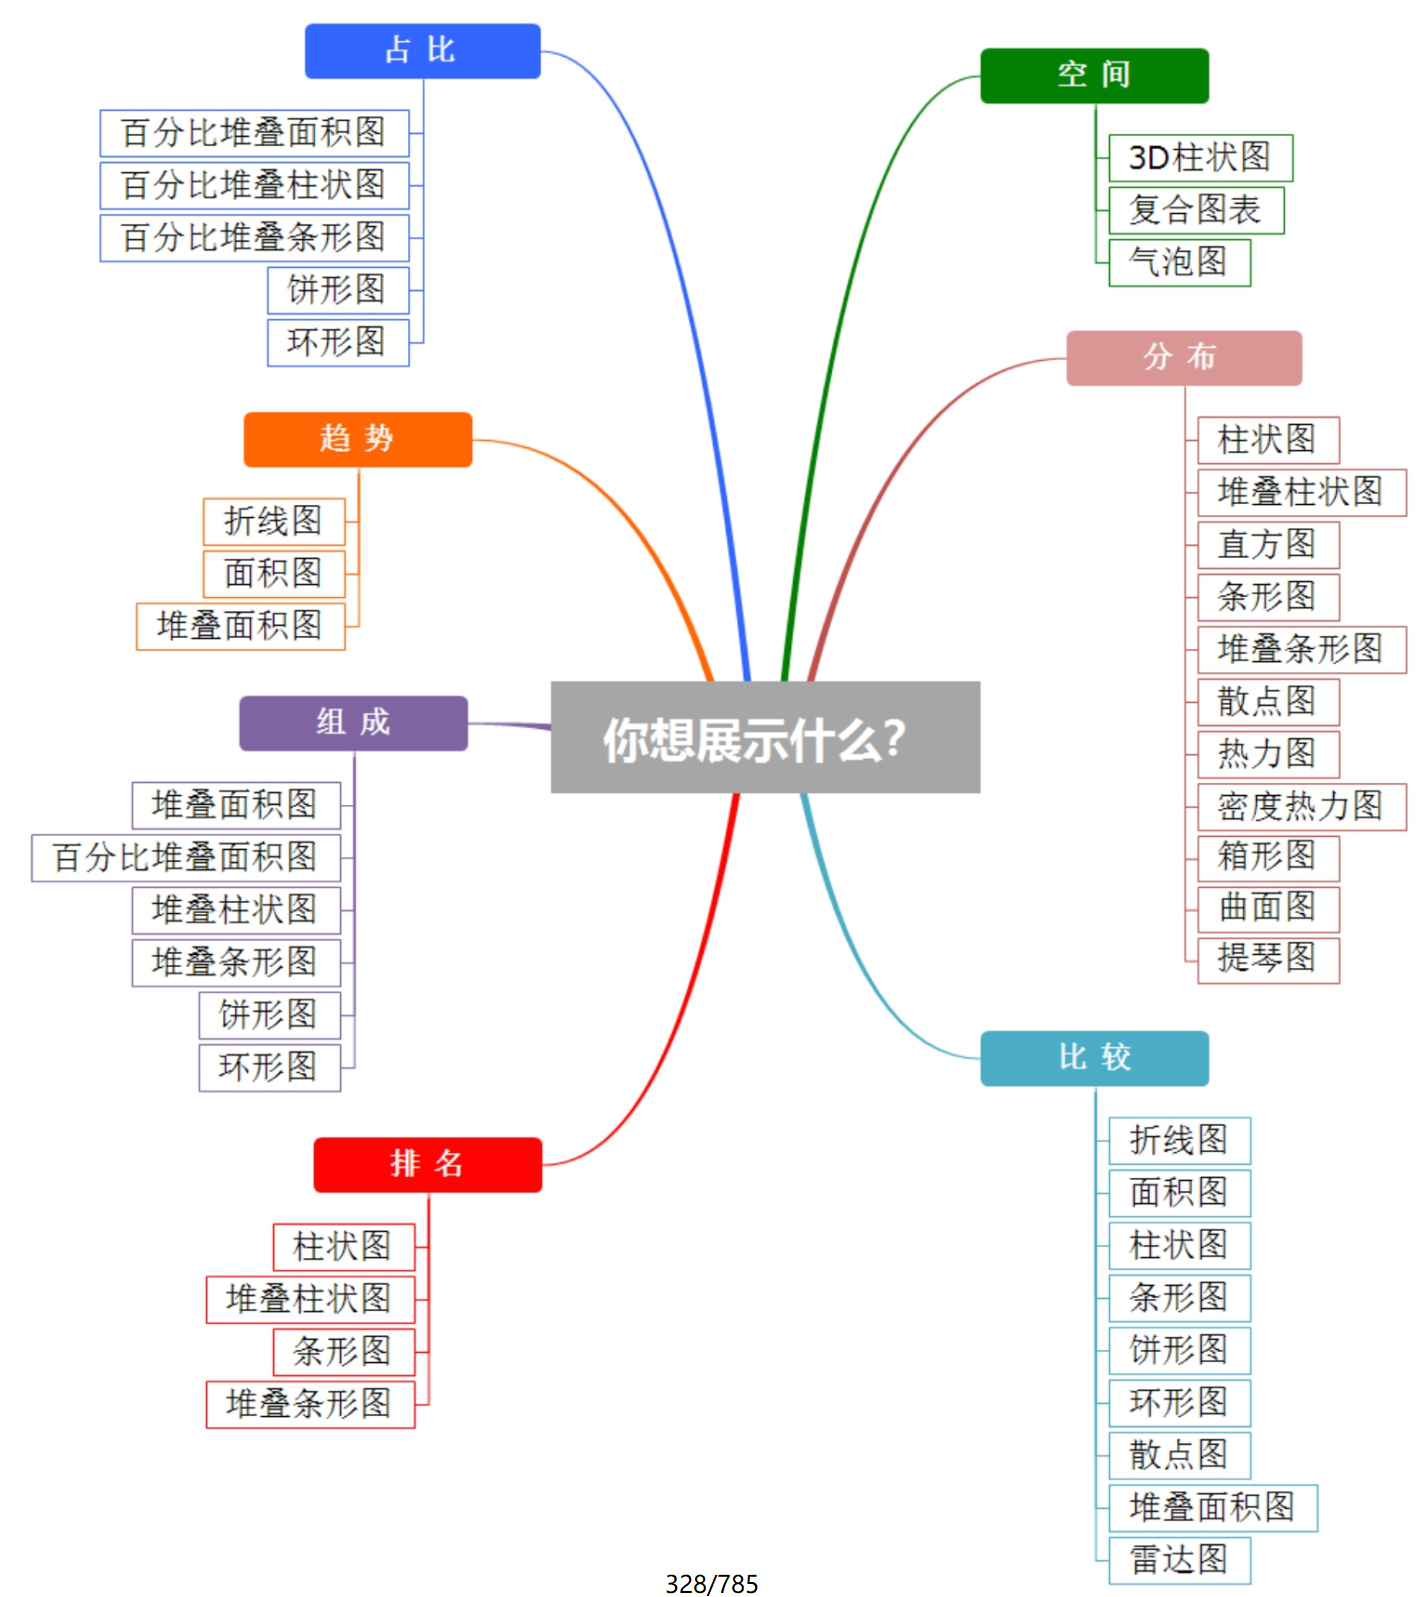 占 比
百分比堆叠面积图
百分比堆叠柱状图
百分比堆叠条形图
饼形图
环形图
趋 势
折线图
面积图
堆叠面积图
组 成
堆叠面积图
百分比堆叠面积图
堆叠柱状图
堆叠条形图
饼形图
环形图
排 名
柱状图
堆叠柱状图
条形图
堆叠条形图
你想展示什么？
空 间
3D柱状图
复合图表
气泡图
分 布
柱状图
堆叠柱状图
直方图
条形图
堆叠条形图
散点图
热力图
密度热力图
箱形图
曲面图
提琴图
比 较
折线图
面积图
柱状图
条形图
饼形图
环形图
散点图
堆叠面积图
雷达图
328/785